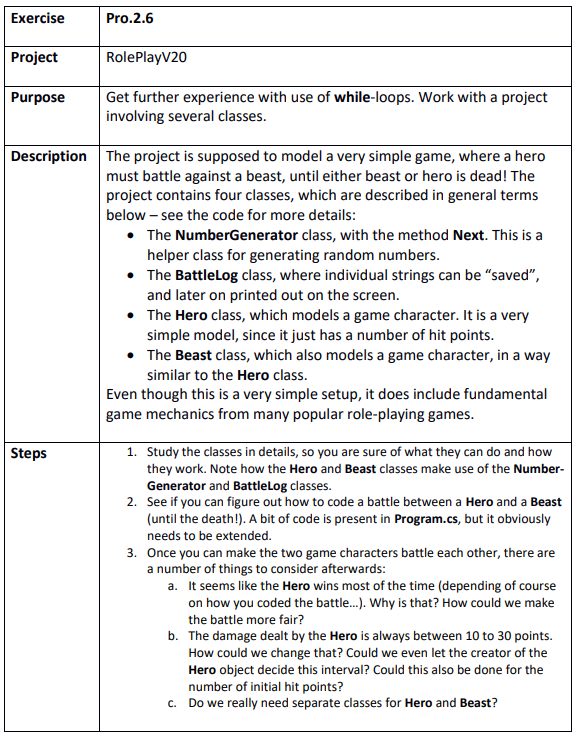 Exercise Pro.2.6
Project RolePlayV20
Purpose Get further experience with use of while-loops. Work with a project
involving several classes.
Description The project is supposed to model a very simple game, where a hero
must battle against a beast, until either beast or hero is dead! The
project contains four classes, which are described in general terms
below – see the code for more details:
• The NumberGenerator class, with the method Next. This is a
helper class for generating random numbers.
• The BattleLog class, where individual strings can be “saved”,
and later on printed out on the screen.
• The Hero class, which models a game character. It is a very
simple model, since it just has a number of hit points.
• The Beast class, which also models a game character, in a way
similar to the Hero class.
Even though this is a very simple setup, it does include fundamental
game mechanics from many popular role-playing games.
Steps 1. Study the classes in details, so you are sure of what they can do and how
they work. Note how the Hero and Beast classes make use of the Number-
Generator and BattleLog classes.
2. See if you can figure out how to code a battle between a Hero and a Beast
(until the death!). A bit of code is present in Program.cs, but it obviously
needs to be extended.
3. Once you can make the two game characters battle each other, there are
a number of things to consider afterwards:
a. It seems like the Hero wins most of the time (depending of course
on how you coded the battle…). Why is that? How could we make
the battle more fair?
b. The damage dealt by the Hero is always between 10 to 30 points.
How could we change that? Could we even let the creator of the
Hero object decide this interval? Could this also be done for the
number of initial hit points?
c. Do we really need separate classes for Hero and Beast?